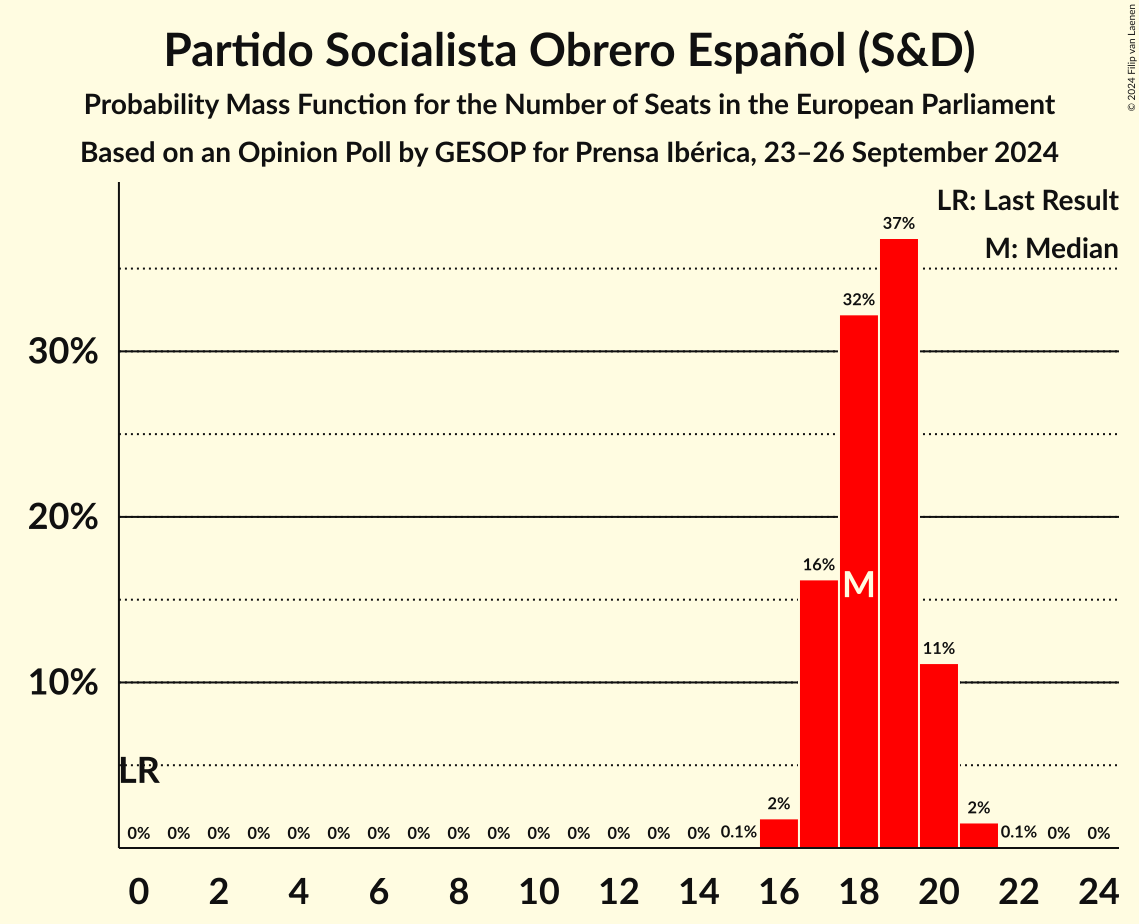 Partido Socialista Obrero Español (S&D)
Probability Mass Function for the Number of Seats in the European Parliament
Based on an Opinion Poll by GESOP for Prensa Ibérica, 23–26 September 2024
© 2024 Filip van Laenen
LR: Last Result
M: Median
37%
32%
30%
20%
16%
M
11%
10%
LR
0% 0% 0% 0% 0% 0% 0% 0% 0% 0% 0% 0% 0% 0% 0% 0.1% 2% 2% 0.1% 0% 0%
0 2 4 6 8 10 12 14 16 18 20 22 24